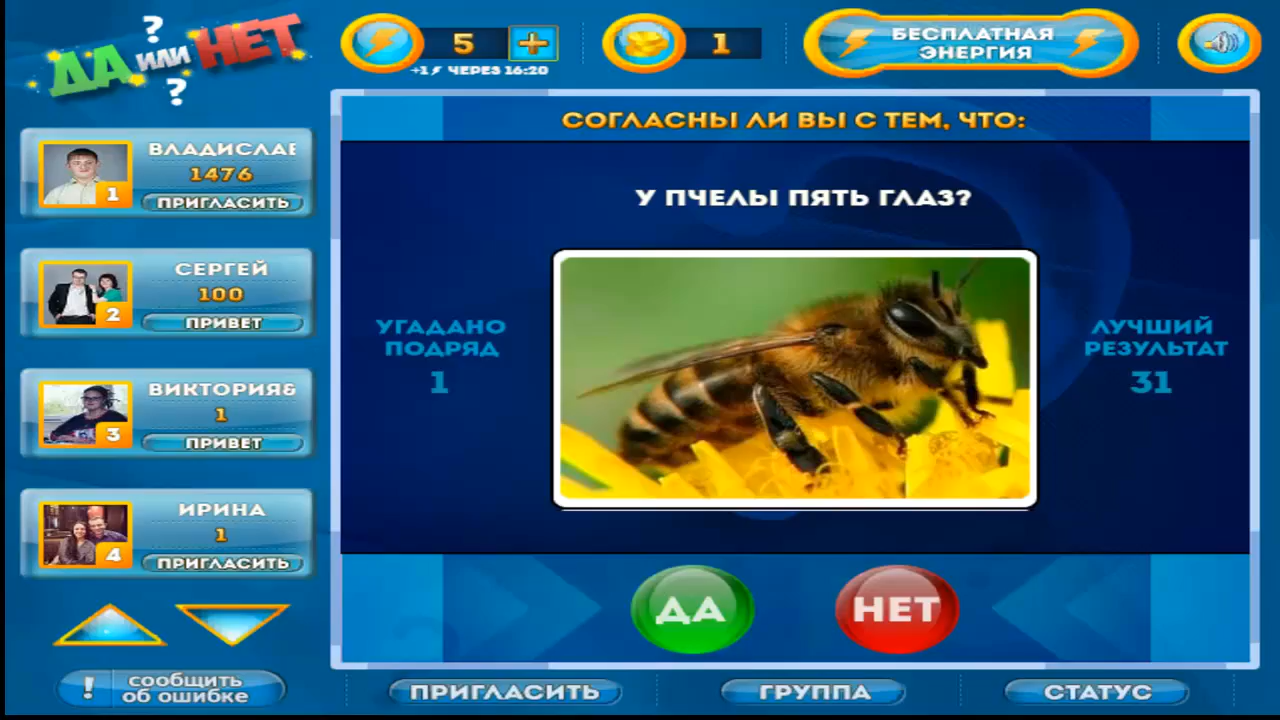 ?
ДА ИЛИ НЕТ
?
5 +
+1 ЧЕРЕЗ 16:20
1
БЕСПЛАТНАЯ
ЭНЕРГИЯ
ВЛАДИСЛАВ
1476
1
ПРИГЛАСИТЬ
СЕРГЕЙ
100
2
ПРИВЕТ
ВИКТОРИЯ&
1
3
ПРИВЕТ
ИРИНА
1
4
ПРИГЛАСИТЬ
! СООБЩИТЬ
ОБ ОШИБКЕ
СОГЛАСНЫ ЛИ ВЫ С ТЕМ, ЧТО:
У ПЧЕЛЫ ПЯТЬ ГЛАЗ?
УГАДАНО
ПОДРЯД
1
ЛУЧШИЙ
РЕЗУЛЬТАТ
31
ДА
НЕТ
ПРИГЛАСИТЬ
ГРУППА
СТАТУС